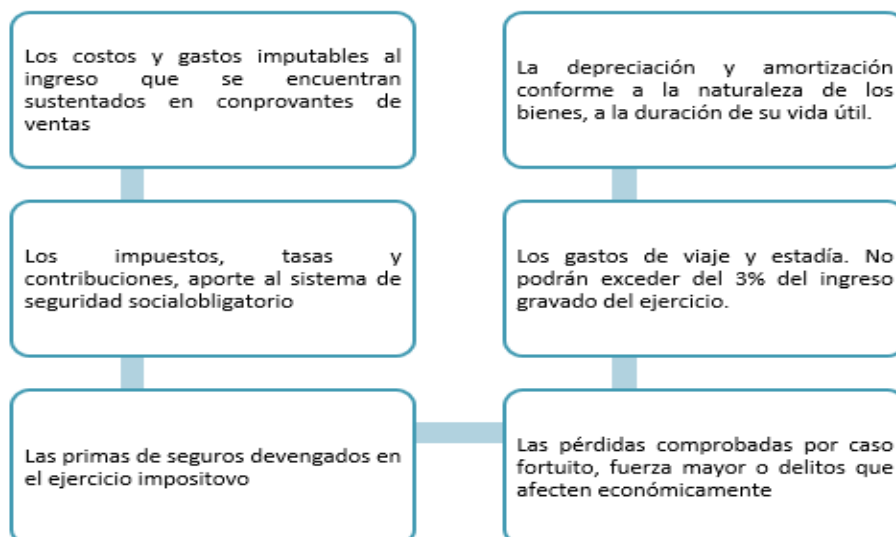 Los costos y gastos imputables al
ingreso que se encuentran
sustentados en conprovantes de
ventas
Los impuestos, tasas y
contribuciones, aporte al sistema de
seguridad socialobligatorio
Las primas de seguros devengados en
el ejercicio impositovo
Las pérdidas comprobadas por caso
fortuito, fuerza mayor o delitos que
afecten económicamente
Los gastos de viaje y estadía. No
podrán exceder del 3% del ingreso
gravado del ejercicio.
La depreciación y amortización
conforme a la naturaleza de los
bienes, a la duración de su vida útil.